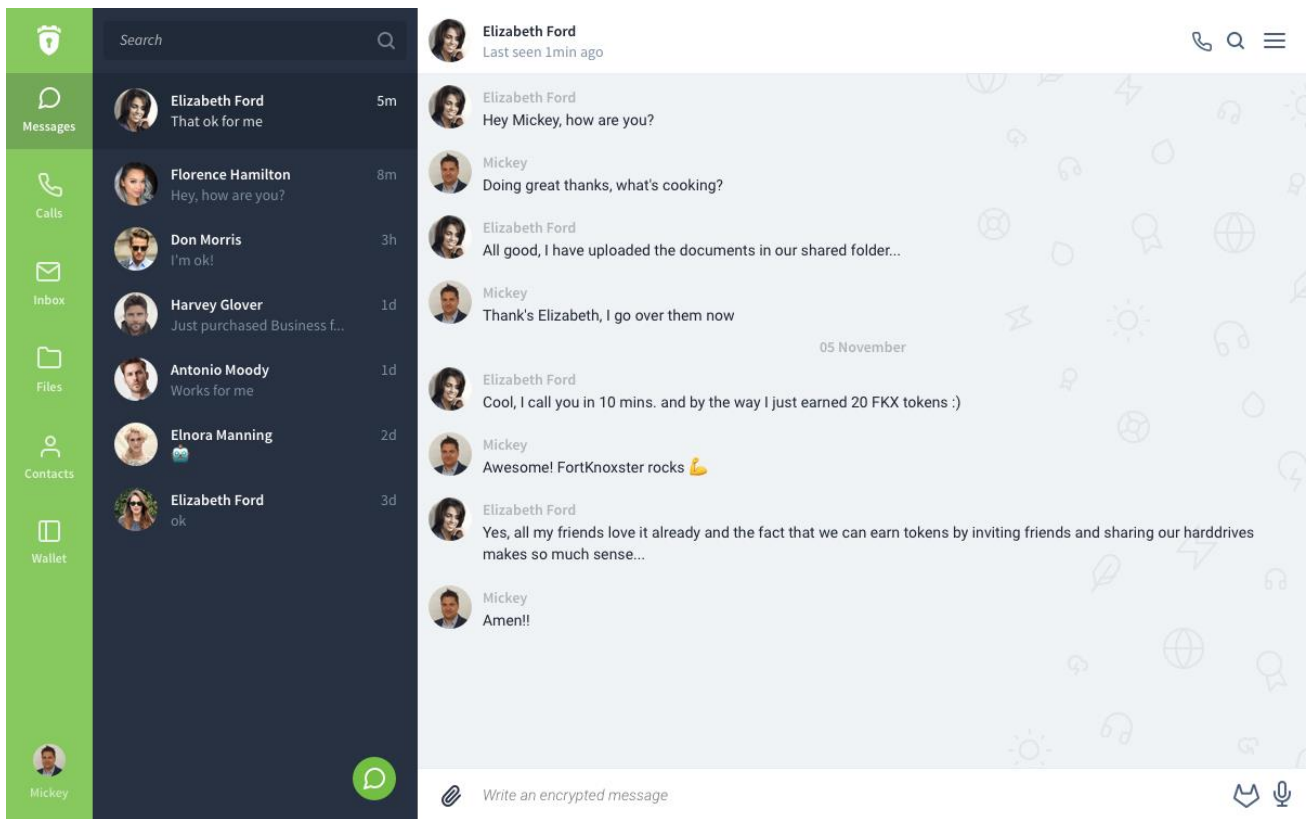 Messages
Calls
Inbox
Files
Contacts
Wallet
Mickey
Search
Elizabeth Ford 5m
That ok for me
Florence Hamilton 8m
Hey, how are you?
Don Morris 3h
I'm ok!
Harvey Glover 1d
Just purchased Business f...
Antonio Moody 1d
Works for me
Elnora Manning 2d
Elizabeth Ford 3d
ok
Elizabeth Ford
Last seen 1min ago
Elizabeth Ford
Hey Mickey, how are you?
Mickey
Doing great thanks, what's cooking?
Elizabeth Ford
All good, I have uploaded the documents in our shared folder...
Mickey
Thank's Elizabeth, I go over them now
05 November
Elizabeth Ford
Cool, I call you in 10 mins. and by the way I just earned 20 FKX tokens :)
Mickey
Awesome! FortKnoxster rocks 💪
Elizabeth Ford
Yes, all my friends love it already and the fact that we can earn tokens by inviting friends and sharing our harddrives
makes so much sense...
Mickey
Amen!!
Write an encrypted message